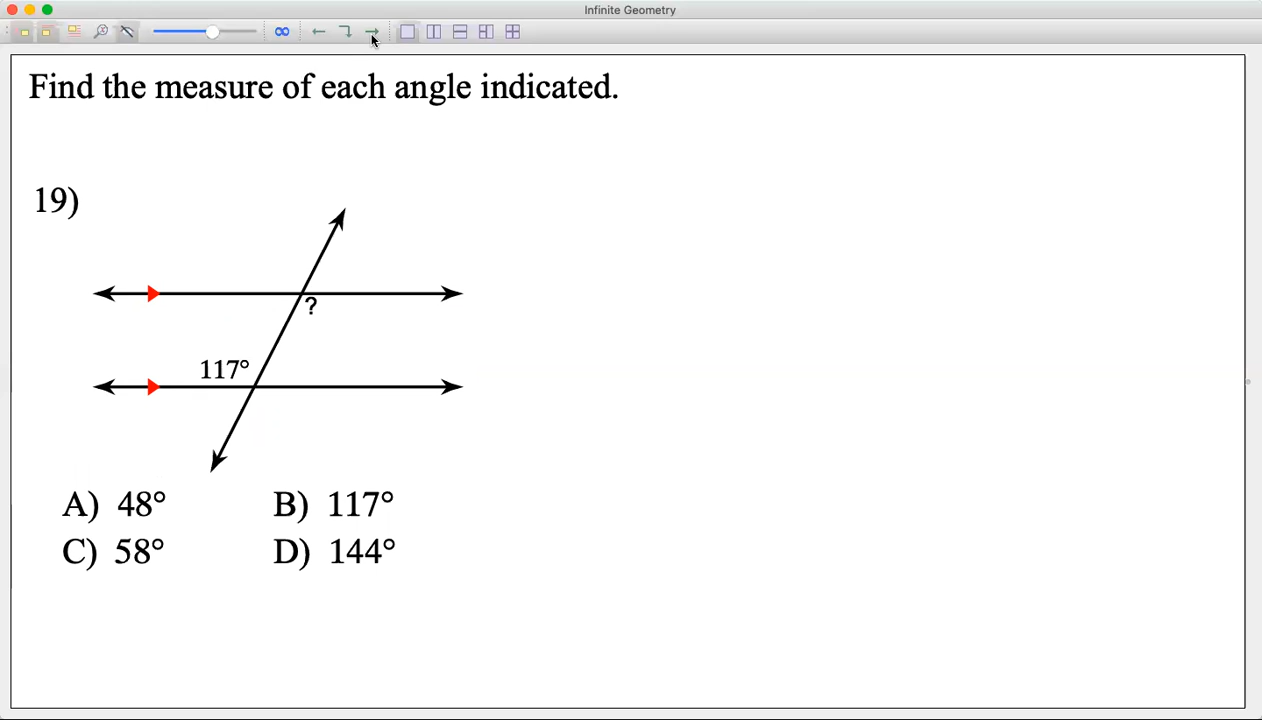 Infinite Geometry
Find the measure of each angle indicated.
19)
?
117°
A) 48° B) 117°
C) 58° D) 144°